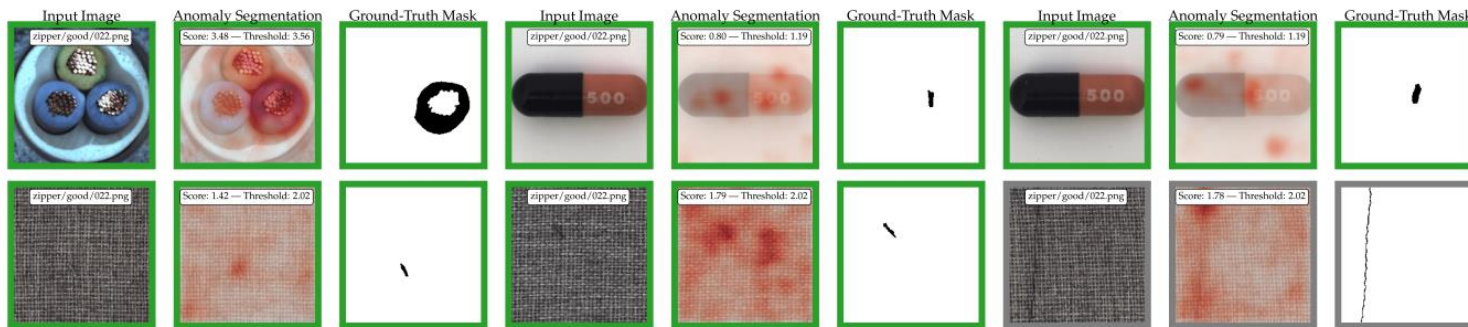 Input Image Anomaly Segmentation Ground-Truth Mask Input Image Anomaly Segmentation Ground-Truth Mask Input Image Anomaly Segmentation Ground-Truth Mask
zipper/good/022.png Score: 3.48 — Threshold: 3.56 zipper/good/022.png Score: 0.80 — Threshold: 1.19 zipper/good/022.png Score: 0.79 — Threshold: 1.19
500 500 500 500
zipper/good/022.png Score: 1.42 — Threshold: 2.02 zipper/good/022.png Score: 1.79 — Threshold: 2.02 zipper/good/022.png Score: 1.78 — Threshold: 2.02